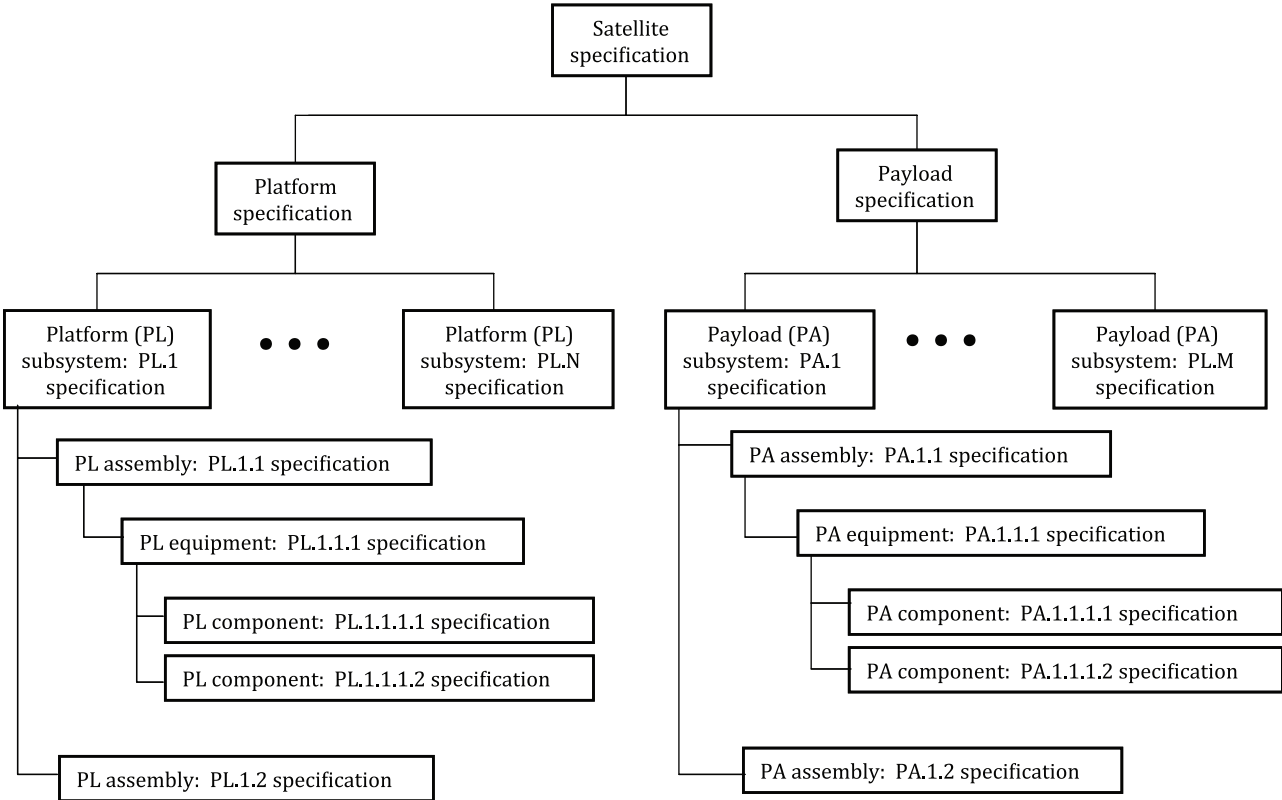 Satellite
specification
Platform
specification
Payload
specification
Platform (PL)
subsystem: PL.1
specification
Platform (PL)
subsystem: PL.N
specification
Payload (PA)
subsystem: PA.1
specification
Payload (PA)
subsystem: PL.M
specification
PL assembly: PL.1.1 specification
PL equipment: PL.1.1.1 specification
PL component: PL.1.1.1.1 specification
PL component: PL.1.1.1.2 specification
PL assembly: PL.1.2 specification
PA assembly: PA.1.1 specification
PA equipment: PA.1.1.1 specification
PA component: PA.1.1.1.1 specification
PA component: PA.1.1.1.2 specification
PA assembly: PA.1.2 specification